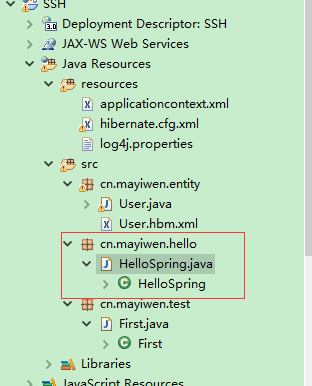 SSH
Deployment Descriptor: SSH
3.0
JAX-WS Web Services
Java Resources
resources
applicationcontext.xml
hibernate.cfg.xml
log4j.properties
src
cn.mayiwen.entity
User.java
User.hbm.xml
cn.mayiwen.hello
HelloSpring.java
HelloSpring
cn.mayiwen.test
First.java
First
Libraries
JavaScript Resources